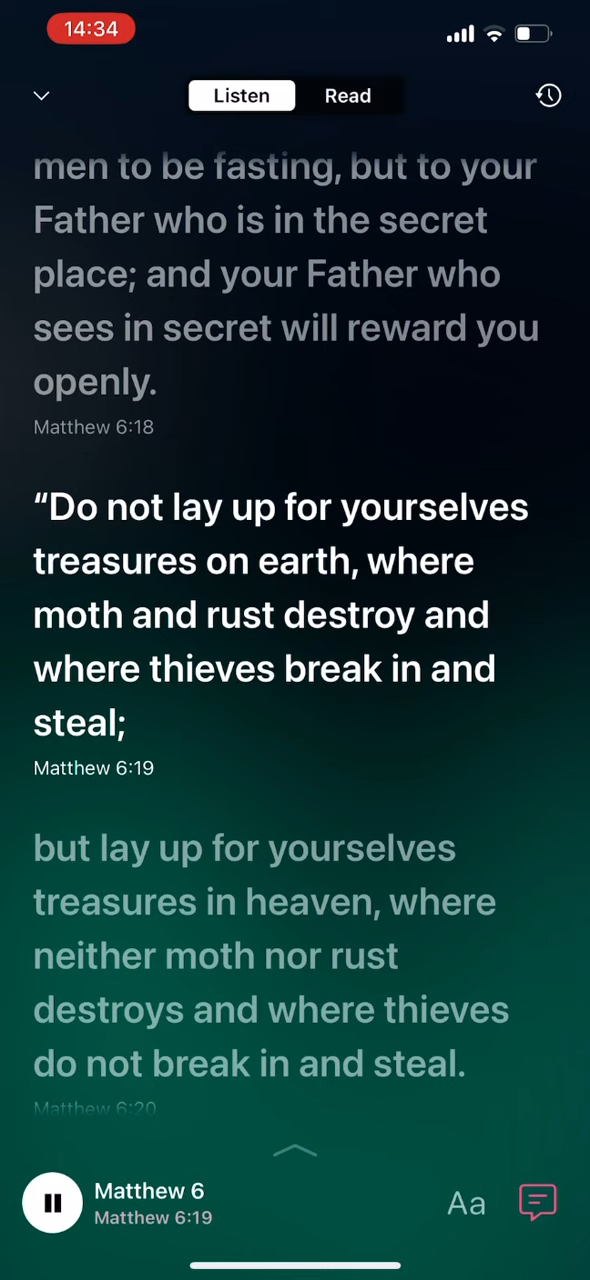 14:34
Listen
Read
men to be fasting, but to your
Father who is in the secret
place; and your Father who
sees in secret will reward you
openly.
Matthew 6:18
“Do not lay up for yourselves
treasures on earth, where
moth and rust destroy and
where thieves break in and
steal;
Matthew 6:19
but lay up for yourselves
treasures in heaven, where
neither moth nor rust
destroys and where thieves
do not break in and steal.
Matthew 6:20
Matthew 6
Matthew 6:19
Aa